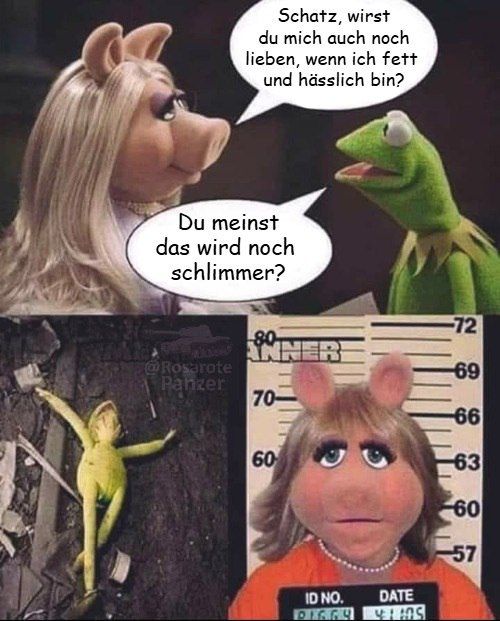 Schatz, wirst
du mich auch noch
lieben, wenn ich fett
und hässlich bin?
Du meinst
das wird noch
schlimmer?
@Rosarote
Panzer
80
70
60
72
69
66
63
60
57
ID NO. DATE
PIGGY